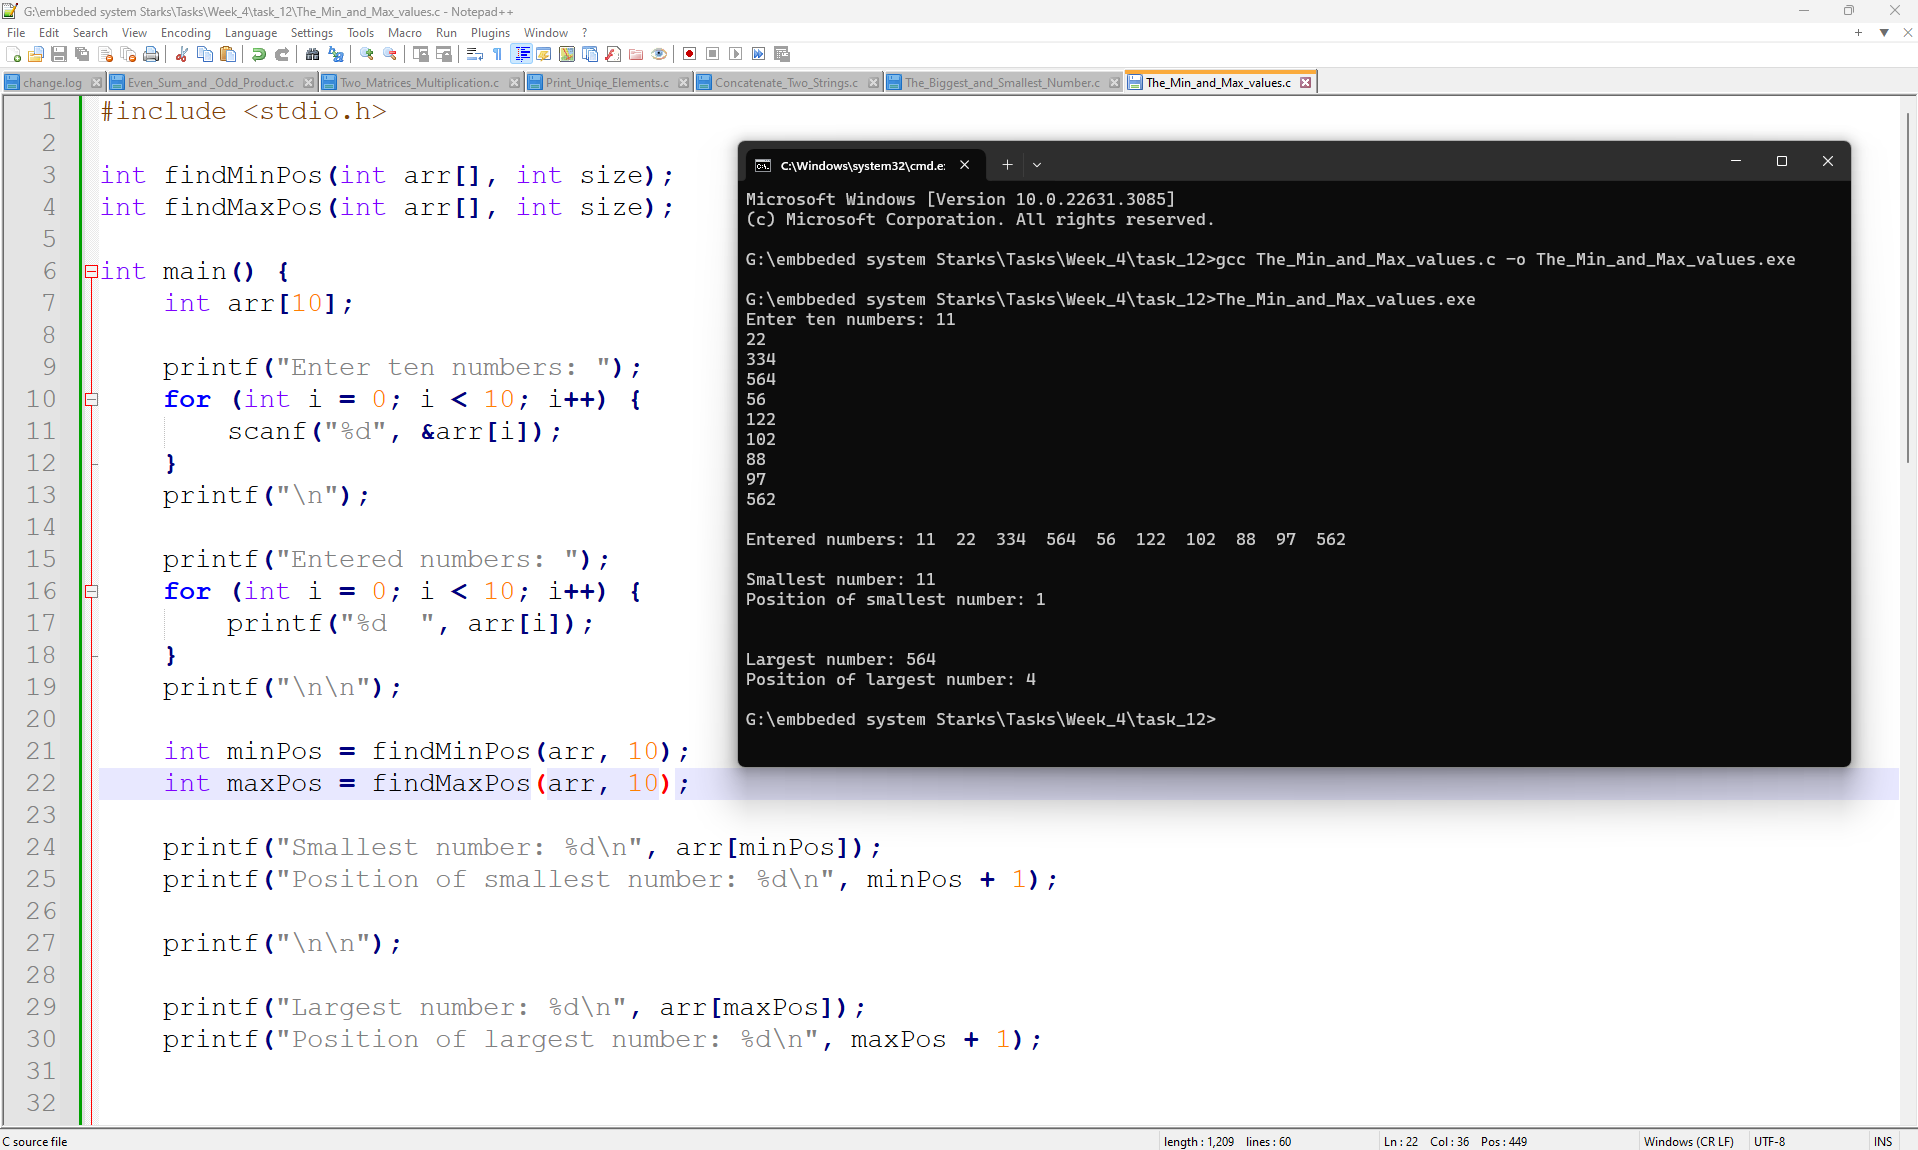 G:\embbeded system Starks\Tasks\Week_4\task_12\The_Min_and_Max_values.c - Notepad++
File Edit Search View Encoding Language Settings Tools Macro Run Plugins Window ?
change.log Even_Sum_and _Odd_Product.c Two_Matrices_Multiplication.c Print_Uniqe_Elements.c Concatenate_Two_Strings.c The_Biggest_and_Smallest_Number.c The_Min_and_Max_values.c
1 #include <stdio.h>
2
3 int findMinPos(int arr[], int size);
4 int findMaxPos(int arr[], int size);
5
6 int main() {
7     int arr[10];
8
9     printf("Enter ten numbers: ");
10     for (int i = 0; i < 10; i++) {
11         scanf("%d", &arr[i]);
12     }
13     printf("\n");
14
15     printf("Entered numbers: ");
16     for (int i = 0; i < 10; i++) {
17         printf("%d  ", arr[i]);
18     }
19     printf("\n\n");
20
21     int minPos = findMinPos(arr, 10);
22     int maxPos = findMaxPos(arr, 10);
23
24     printf("Smallest number: %d\n", arr[minPos]);
25     printf("Position of smallest number: %d\n", minPos + 1);
26
27     printf("\n\n");
28
29     printf("Largest number: %d\n", arr[maxPos]);
30     printf("Position of largest number: %d\n", maxPos + 1);
31
32
C:\Windows\system32\cmd.e:
Microsoft Windows [Version 10.0.22631.3085]
(c) Microsoft Corporation. All rights reserved.
G:\embbeded system Starks\Tasks\Week_4\task_12>gcc The_Min_and_Max_values.c -o The_Min_and_Max_values.exe
G:\embbeded system Starks\Tasks\Week_4\task_12>The_Min_and_Max_values.exe
Enter ten numbers: 11
22
334
564
56
122
102
88
97
562
Entered numbers: 11  22  334  564  56  122  102  88  97  562
Smallest number: 11
Position of smallest number: 1
Largest number: 564
Position of largest number: 4
G:\embbeded system Starks\Tasks\Week_4\task_12>
C source file length : 1,209 lines : 60 Ln : 22 Col : 36 Pos : 449 Windows (CR LF) UTF-8 INS